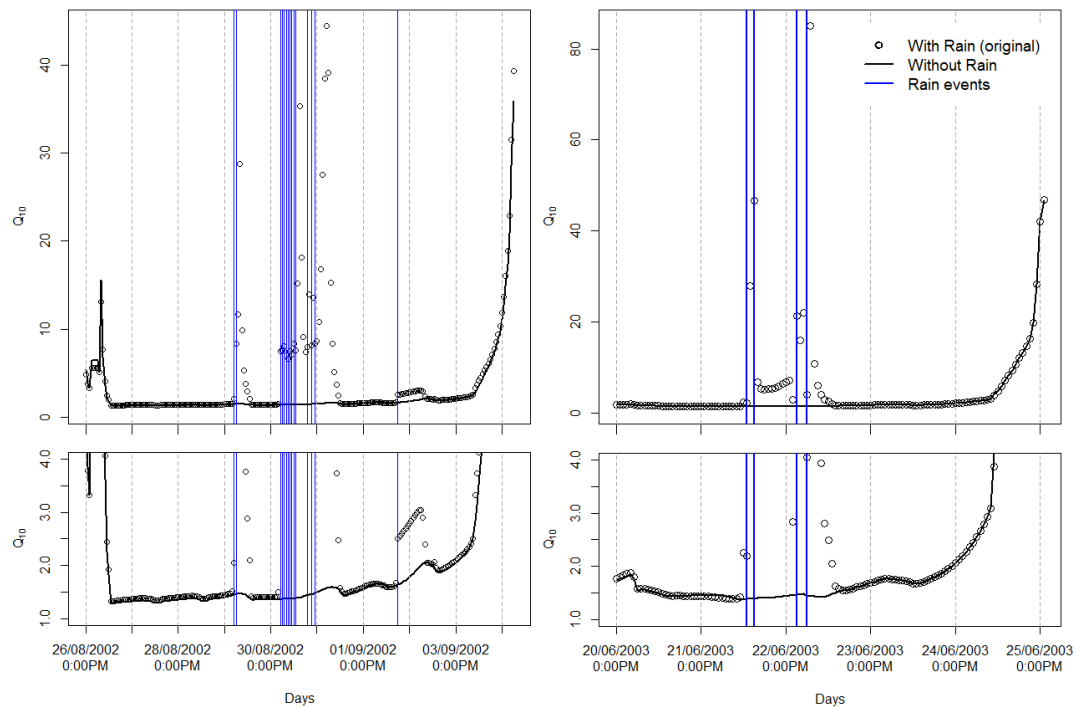 40
30
20
10
0
Q10
80
60
40
20
0
Q10
With Rain (original)
Without Rain
Rain events
4.0
3.0
2.0
1.0
Q10
26/08/2002
0:00PM
28/08/2002
0:00PM
30/08/2002
0:00PM
01/09/2002
0:00PM
03/09/2002
0:00PM
Days
4.0
3.0
2.0
1.0
Q10
20/06/2003
0:00PM
21/06/2003
0:00PM
22/06/2003
0:00PM
23/06/2003
0:00PM
24/06/2003
0:00PM
25/06/2003
0:00PM
Days